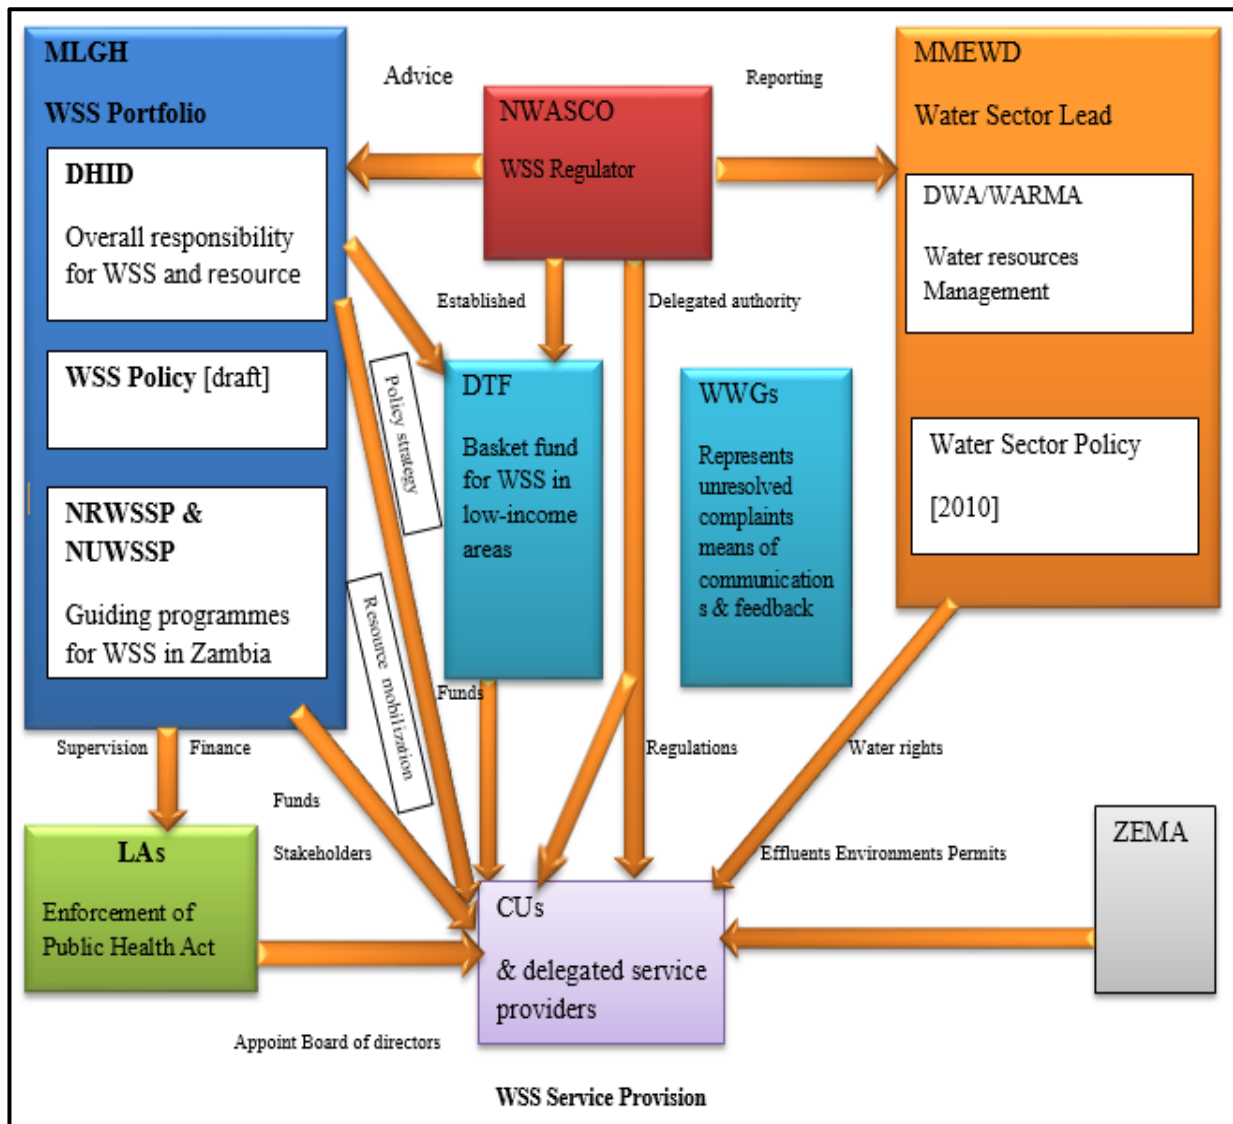 MLGH
WSS Portfolio
DHID
Overall responsibility
for WSS and resource
WSS Policy [draft]
NRWSSP &
NUWSSP
Guiding programmes
for WSS in Zambia
Advice
NWASCO
WSS Regulator
Reporting
MMEWD
Water Sector Lead
DWA/WARMA
Water resources
Management
Water Sector Policy
[2010]
Established
Delegated authority
Policy strategy
Resource mobilization
DTF
Basket fund
for WSS in
low-income
areas
WWGs
Represents
unresolved
complaints
means of
communication
s & feedback
Funds
Regulations
Water rights
Supervision
Finance
Funds
Stakeholders
LAs
Enforcement of
Public Health Act
Effluents Environments Permits
ZEMA
CUs
& delegated service
providers
Appoint Board of directors
WSS Service Provision